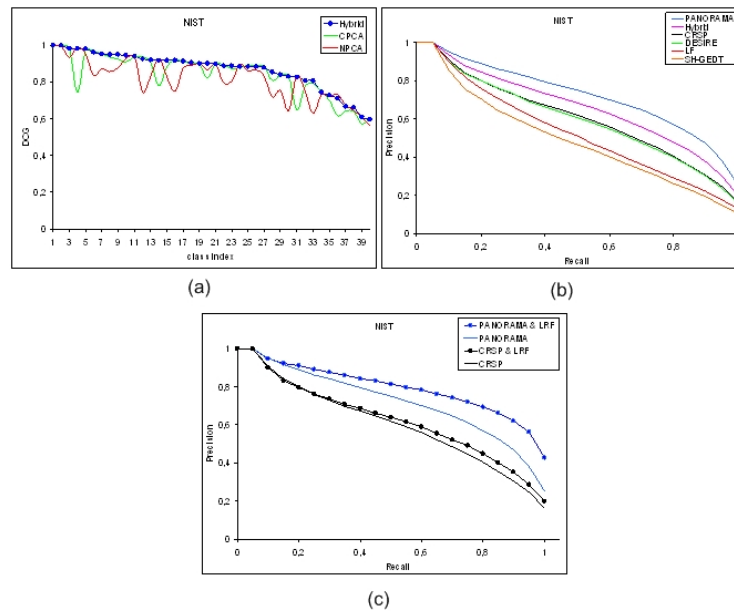 NIST
Hybrid
CPCA
NPCA
DCG
1
0,8
0,6
0,4
0,2
0
1 3 5 7 9 11 13 15 17 19 21 23 25 27 29 31 33 35 37 39
class index
(a)
NIST
PANORAMA
Hybrid
CRSP
DESIRE
LF
SH-GEDT
Precision
1
0,8
0,6
0,4
0,2
0
0 0,2 0,4 0,6 0,8
Recall
(b)
NIST
PANORAMA & LRF
PANORAMA
CRSP & LRF
CRSP
Precision
1
0,8
0,6
0,4
0,2
0
0 0,2 0,4 0,6 0,8 1
Recall
(c)